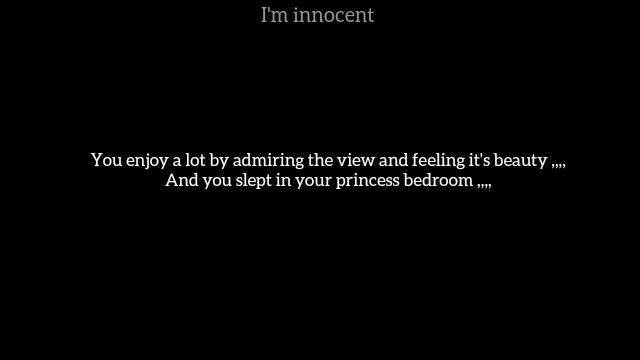 I'm innocent
You enjoy a lot by admiring the view and feeling it's beauty ,,,,
And you slept in your princess bedroom ,,,,